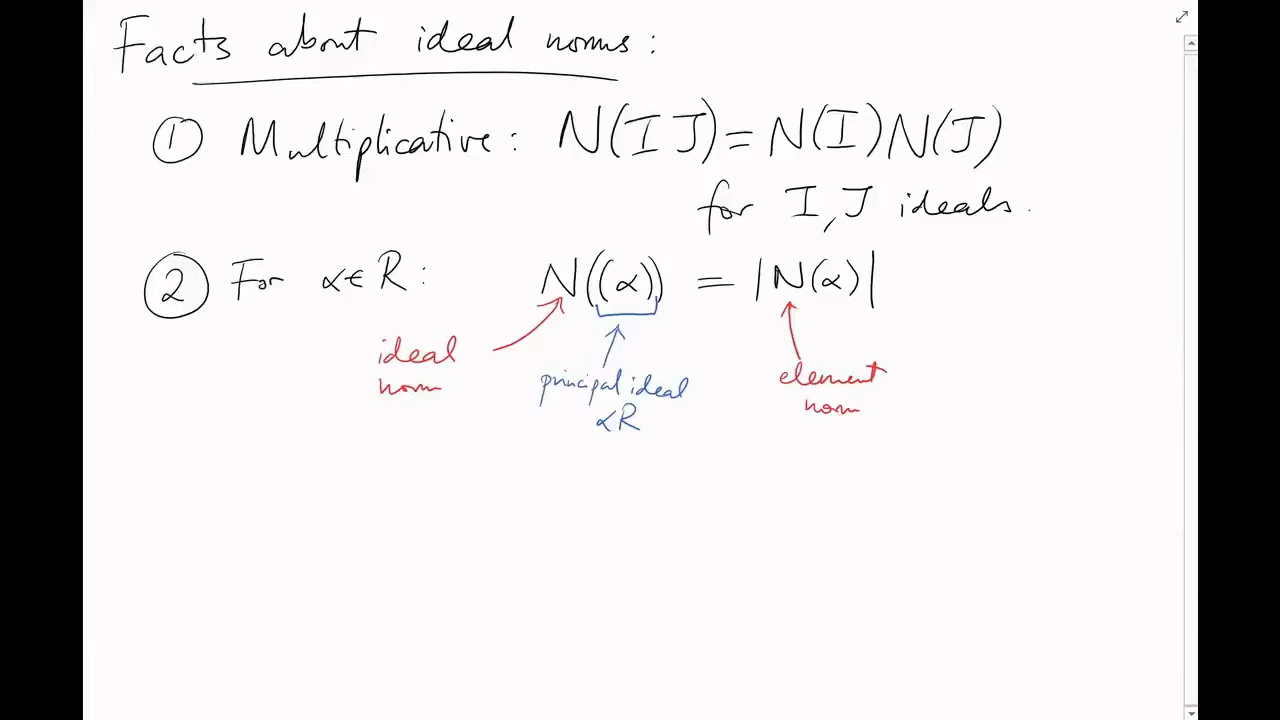 Facts about ideal norms:
① Multiplicative: N(IJ) = N(I)N(J)
for I, J ideals.
② For α∈R: N((α)) = |N(α)|
ideal
norm
principal ideal
αR
element
norm